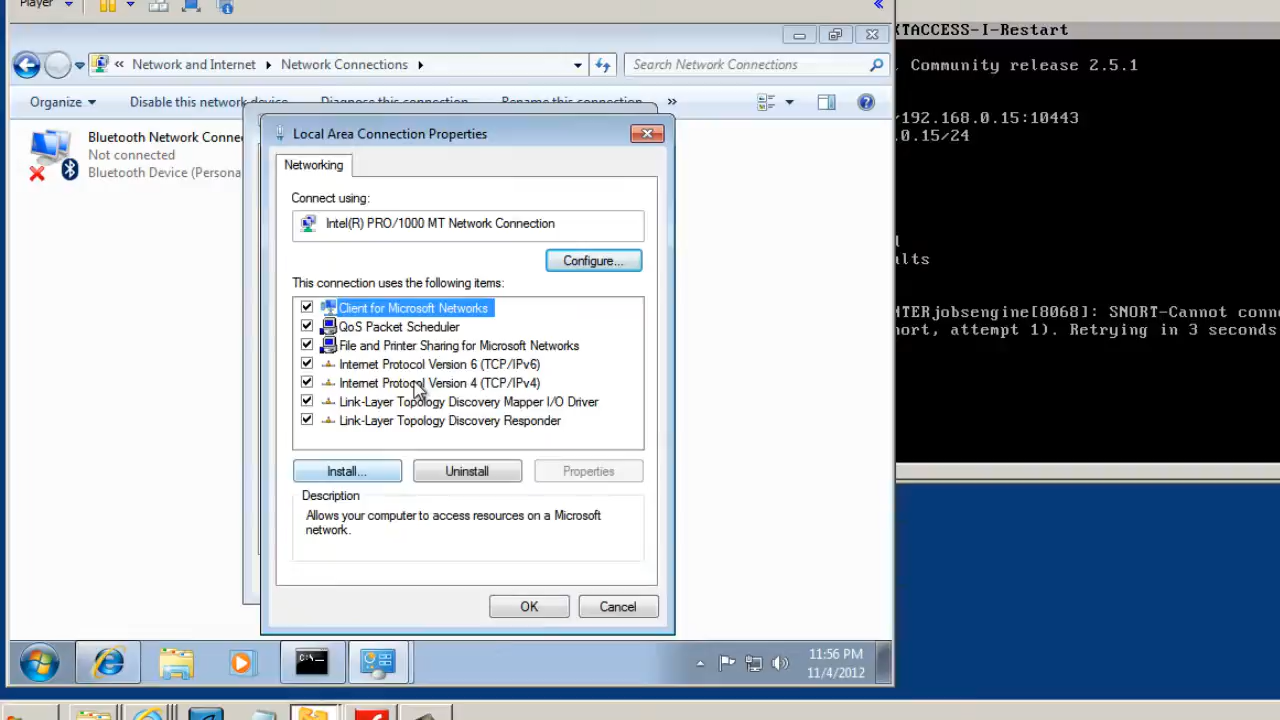 Player
Network and Internet
Network Connections
Search Network Connections
Organize
Disable this network device
Diagnose this connection
Rename this connection
»
Bluetooth Network Conne
Not connected
Bluetooth Device (Persona
Local Area Connection Properties
Networking
Connect using:
Intel(R) PRO/1000 MT Network Connection
Configure...
This connection uses the following items:
Client for Microsoft Networks
QoS Packet Scheduler
File and Printer Sharing for Microsoft Networks
Internet Protocol Version 6 (TCP/IPv6)
Internet Protocol Version 4 (TCP/IPv4)
Link-Layer Topology Discovery Mapper I/O Driver
Link-Layer Topology Discovery Responder
Install...
Uninstall
Properties
Description
Allows your computer to access resources on a Microsoft
network.
OK
Cancel
C:\
11:56 PM
11/4/2012
XTACCESS-I-Restart
Community release 2.5.1
/192.168.0.15:10443
.0.15/24
ults
NTERjobsengine[8068]: SNORT-Cannot conn
ort, attempt 1). Retrying in 3 seconds